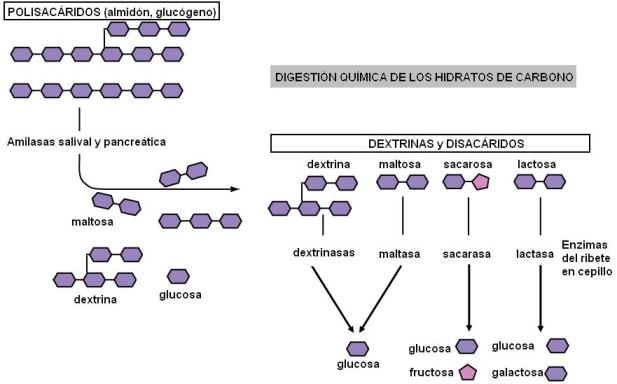 POLISACÁRIDOS (almidón, glucógeno)
DIGESTIÓN QUÍMICA DE LOS HIDRATOS DE CARBONO
Amilasas salival y pancreática
maltosa
dextrina
glucosa
DEXTRINAS y DISACÁRIDOS
dextrina maltosa sacarosa lactosa
dextrinasas maltasa sacarasa lactasa
Enzimas
del ribete
en cepillo
glucosa
glucosa glucosa
fructosa galactosa